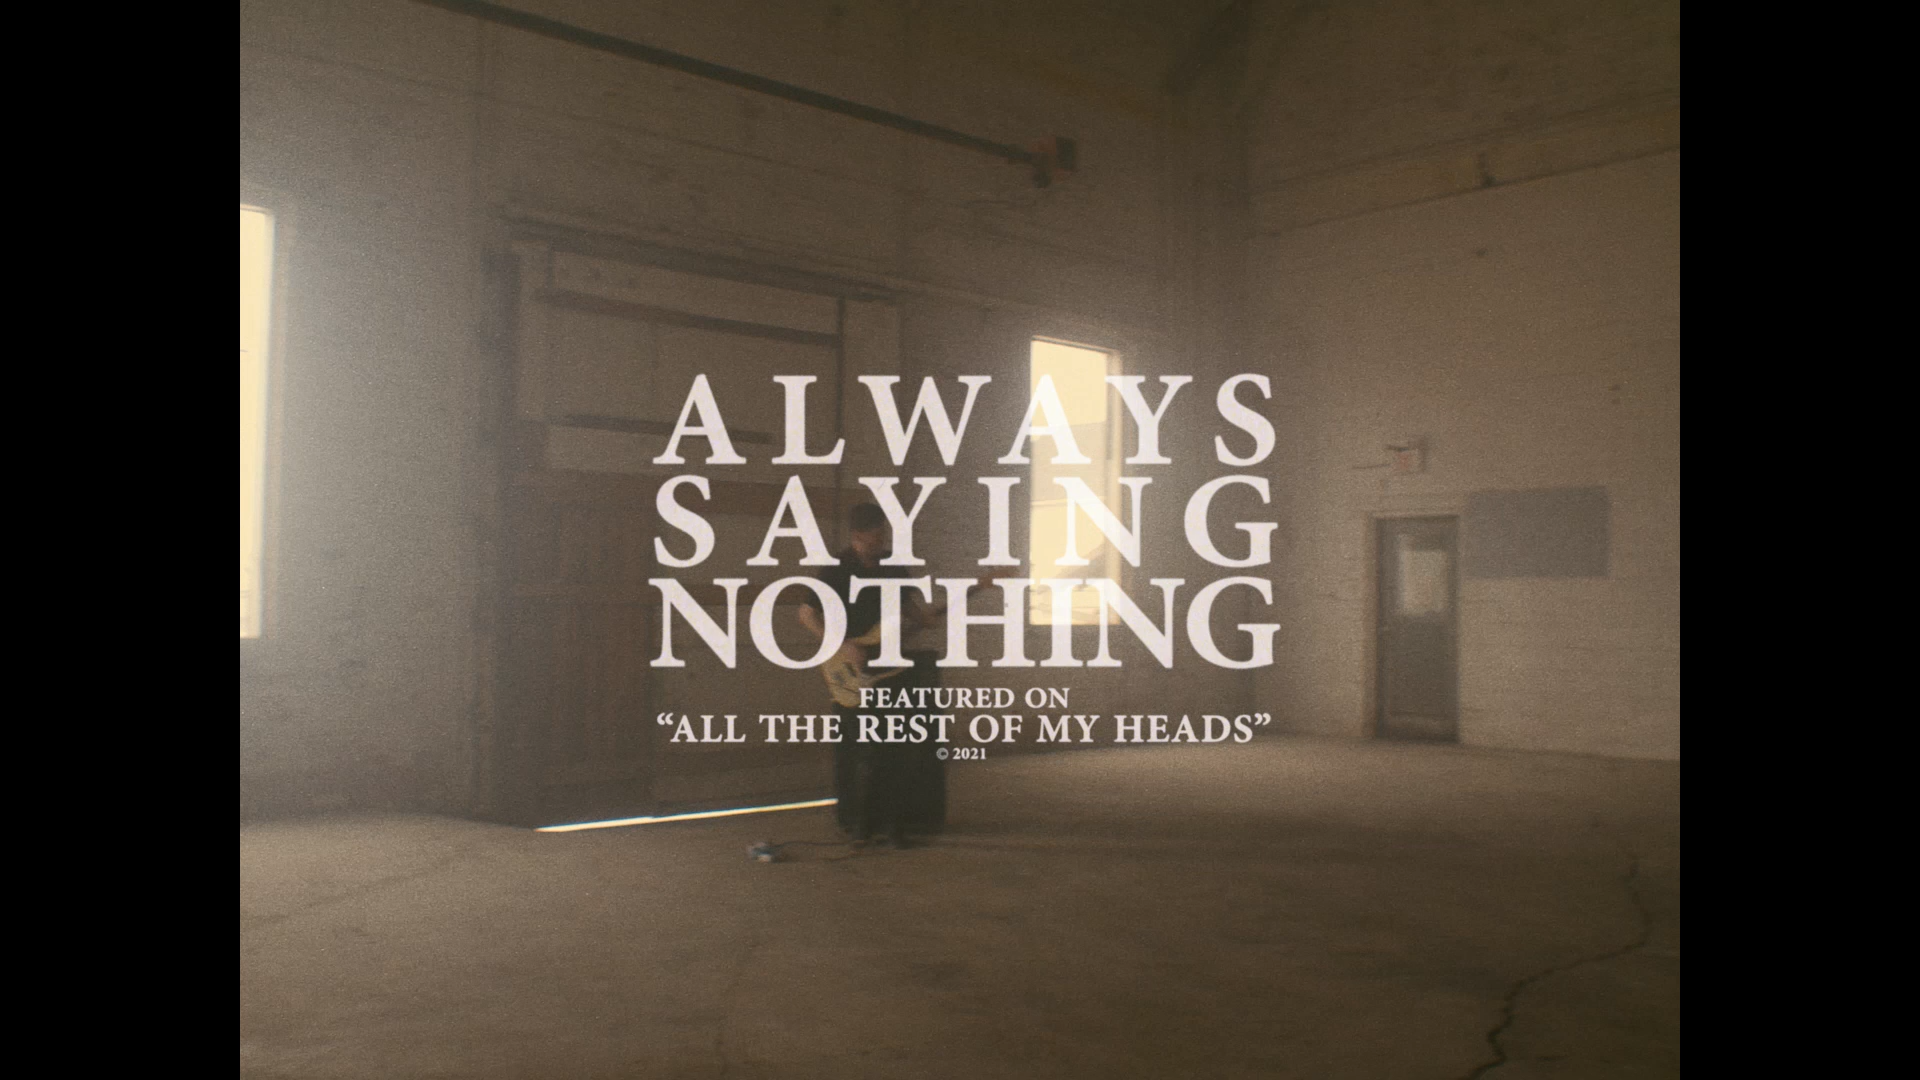 ALWAYS
SAYING
NOTHING
FEATURED ON
“ALL THE REST OF MY HEADS”
© 2021